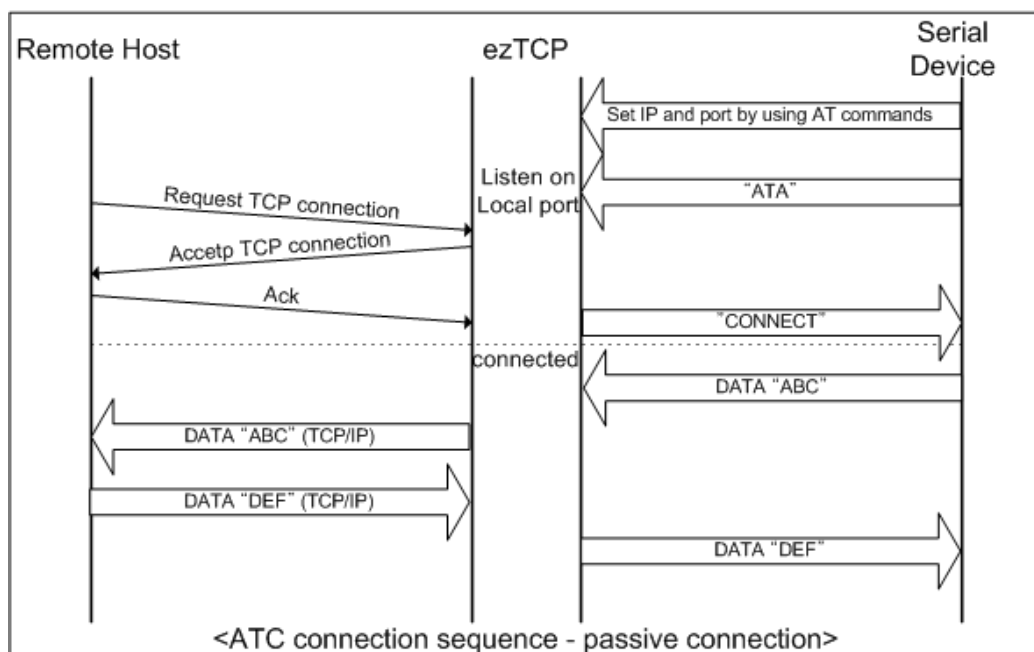 Remote Host
ezTCP
Serial
Device
Set IP and port by using AT commands
Listen on
Local port
"ATA"
Request TCP connection
Accetp TCP connection
Ack
"CONNECT"
connected
DATA "ABC"
DATA "ABC" (TCP/IP)
DATA "DEF" (TCP/IP)
DATA "DEF"
<ATC connection sequence - passive connection>